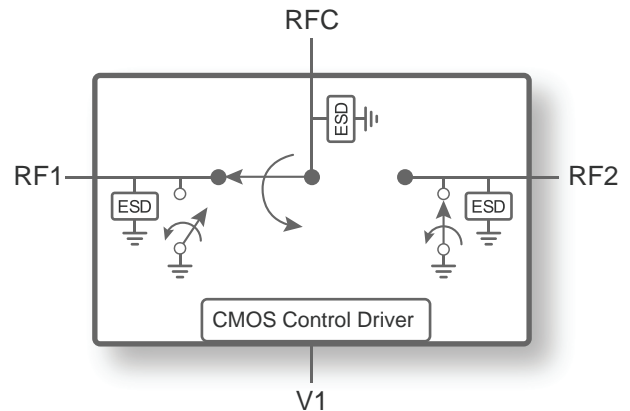 RFC
ESD
RF1
RF2
ESD
ESD
CMOS Control Driver
V1